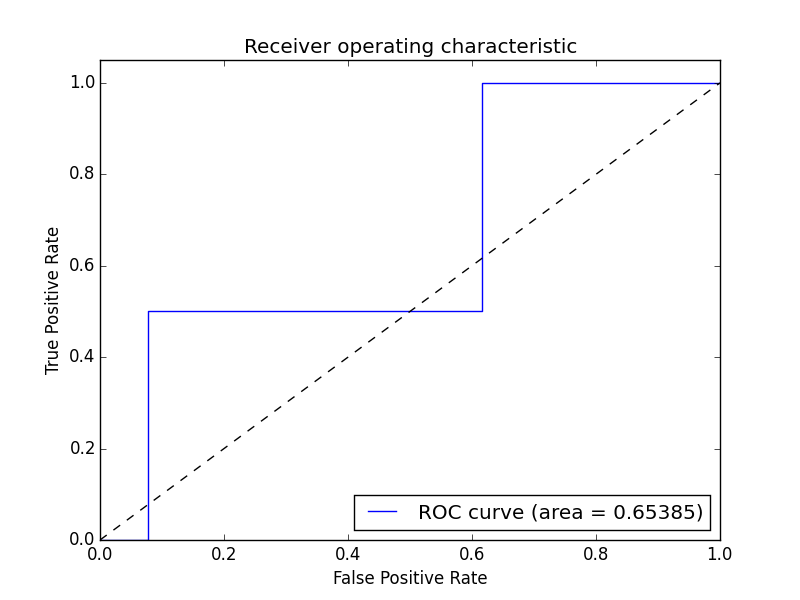 Receiver operating characteristic
1.0
0.8
0.6
0.4
0.2
0.0
True Positive Rate
ROC curve (area = 0.65385)
0.0 0.2 0.4 0.6 0.8 1.0
False Positive Rate